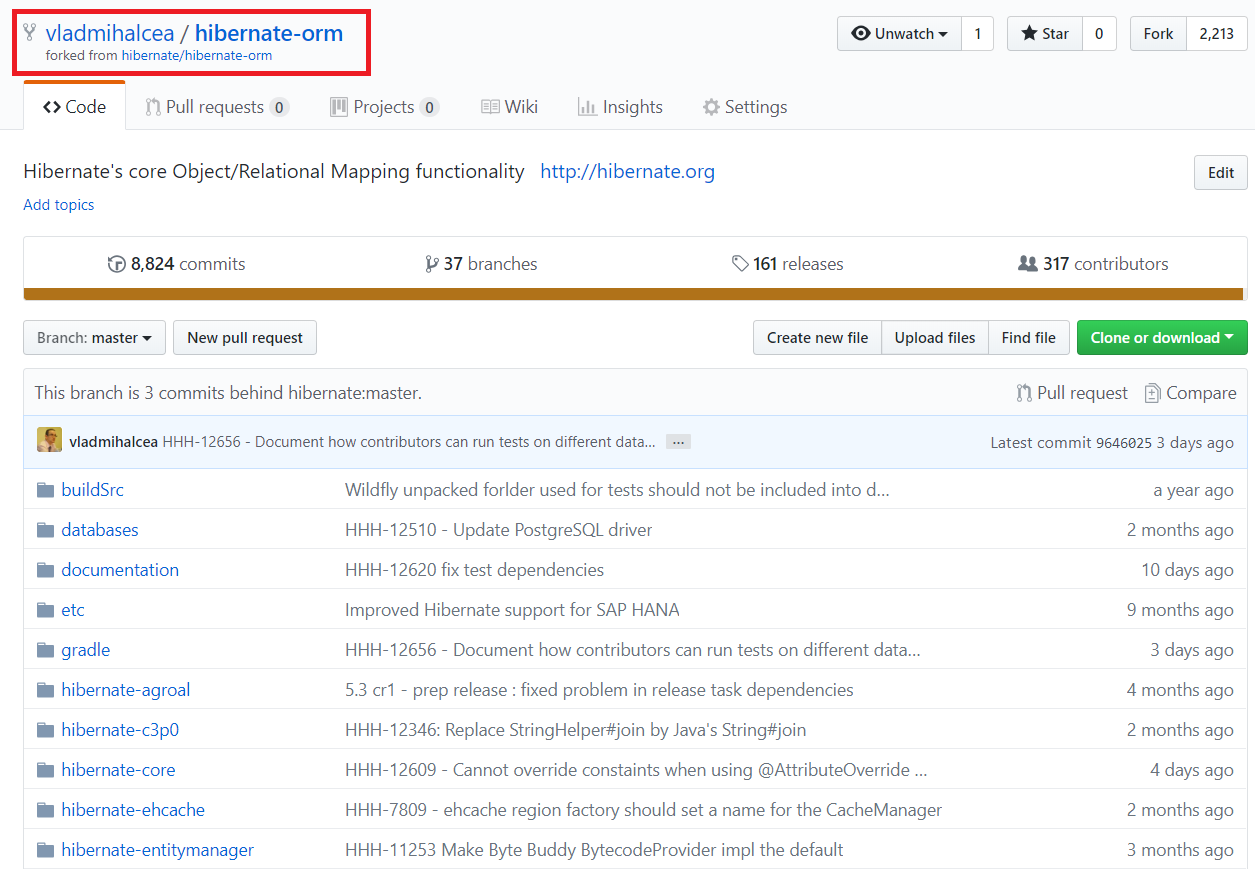 vladmihalcea / hibernate-orm
forked from hibernate/hibernate-orm
Unwatch 1 Star 0 Fork 2,213
Code Pull requests 0 Projects 0 Wiki Insights Settings
Hibernate's core Object/Relational Mapping functionality http://hibernate.org
Edit
Add topics
8,824 commits 37 branches 161 releases 317 contributors
Branch: master New pull request Create new file Upload files Find file Clone or download
This branch is 3 commits behind hibernate:master. Pull request Compare
vladmihalcea HHH-12656 - Document how contributors can run tests on different data... ... Latest commit 9646025 3 days ago
buildSrc Wildfly unpacked forlder used for tests should not be included into d... a year ago
databases HHH-12510 - Update PostgreSQL driver 2 months ago
documentation HHH-12620 fix test dependencies 10 days ago
etc Improved Hibernate support for SAP HANA 9 months ago
gradle HHH-12656 - Document how contributors can run tests on different data... 3 days ago
hibernate-agroal 5.3 cr1 - prep release : fixed problem in release task dependencies 4 months ago
hibernate-c3p0 HHH-12346: Replace StringHelper#join by Java's String#join 2 months ago
hibernate-core HHH-12609 - Cannot override constaints when using @AttributeOverride ... 4 days ago
hibernate-ehcache HHH-7809 - ehcache region factory should set a name for the CacheManager 2 months ago
hibernate-entitymanager HHH-11253 Make Byte Buddy BytecodeProvider impl the default 3 months ago